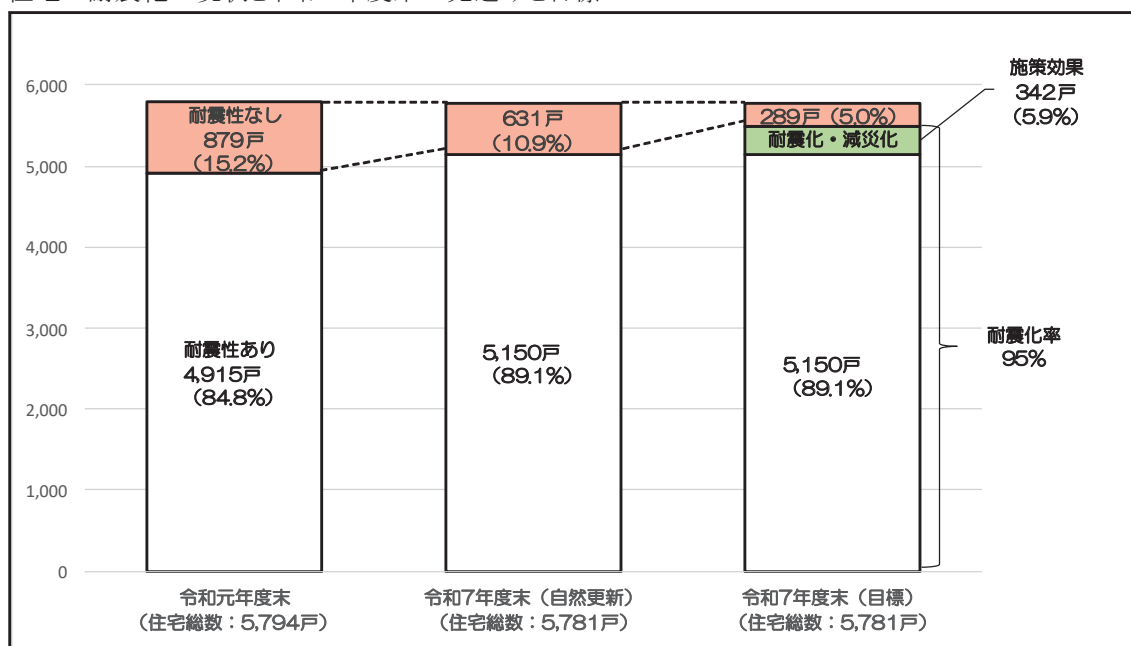 施策効果
342戸
(5.9%)
6,000
5,000
4,000
3,000
2,000
1,000
0
耐震性なし
879戸
(15.2%)
耐震性あり
4,915戸
(84.8%)
631戸
(10.9%)
5,150戸
(89.1%)
289戸(5.0%)
耐震化・減災化
5,150戸
(89.1%)
耐震化率
95%
令和元年度末
(住宅総数:5,794戸)
令和7年度末(自然更新)
(住宅総数:5,781戸)
令和7年度末(目標)
(住宅総数:5,781戸)